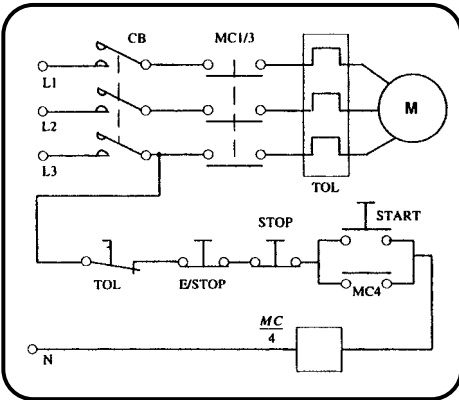 CB MC1/3
L1
L2
M
L3
TOL
STOP START
TOL E/STOP MC4
MC
4
N